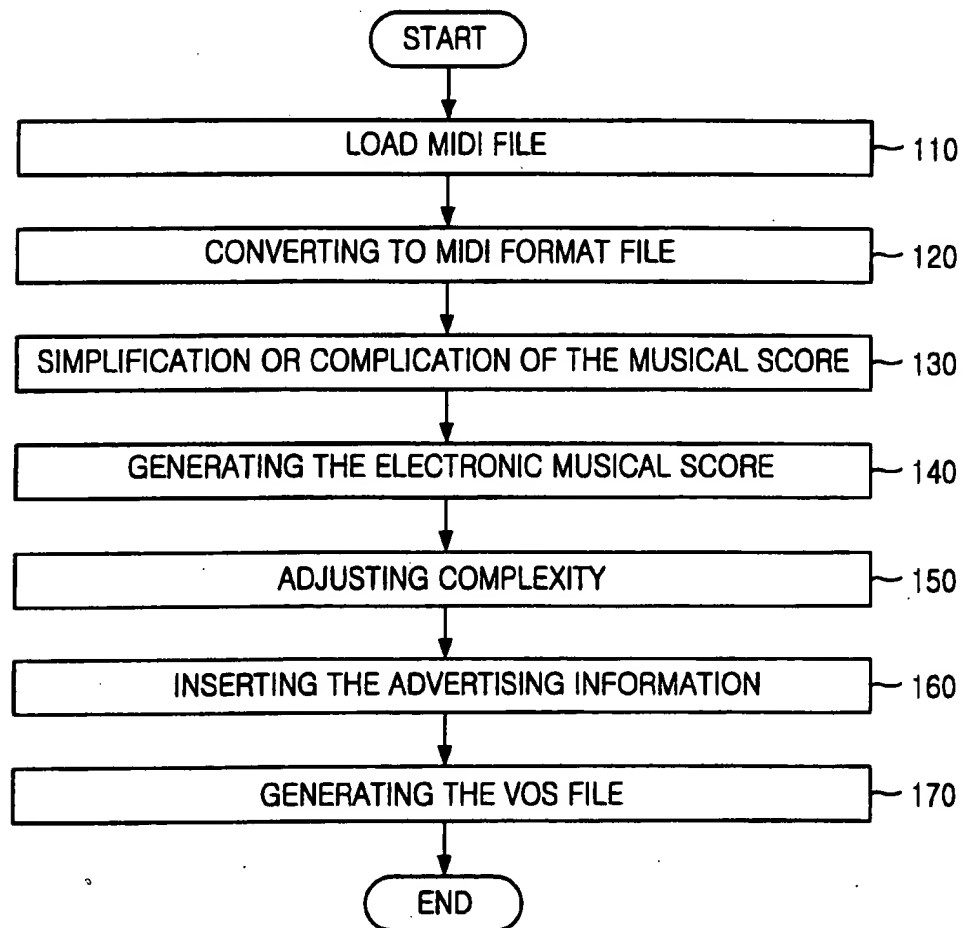 START
LOAD MIDI FILE 110
CONVERTING TO MIDI FORMAT FILE 120
SIMPLIFICATION OR COMPLICATION OF THE MUSICAL SCORE 130
GENERATING THE ELECTRONIC MUSICAL SCORE 140
ADJUSTING COMPLEXITY 150
INSERTING THE ADVERTISING INFORMATION 160
GENERATING THE VOS FILE 170
END